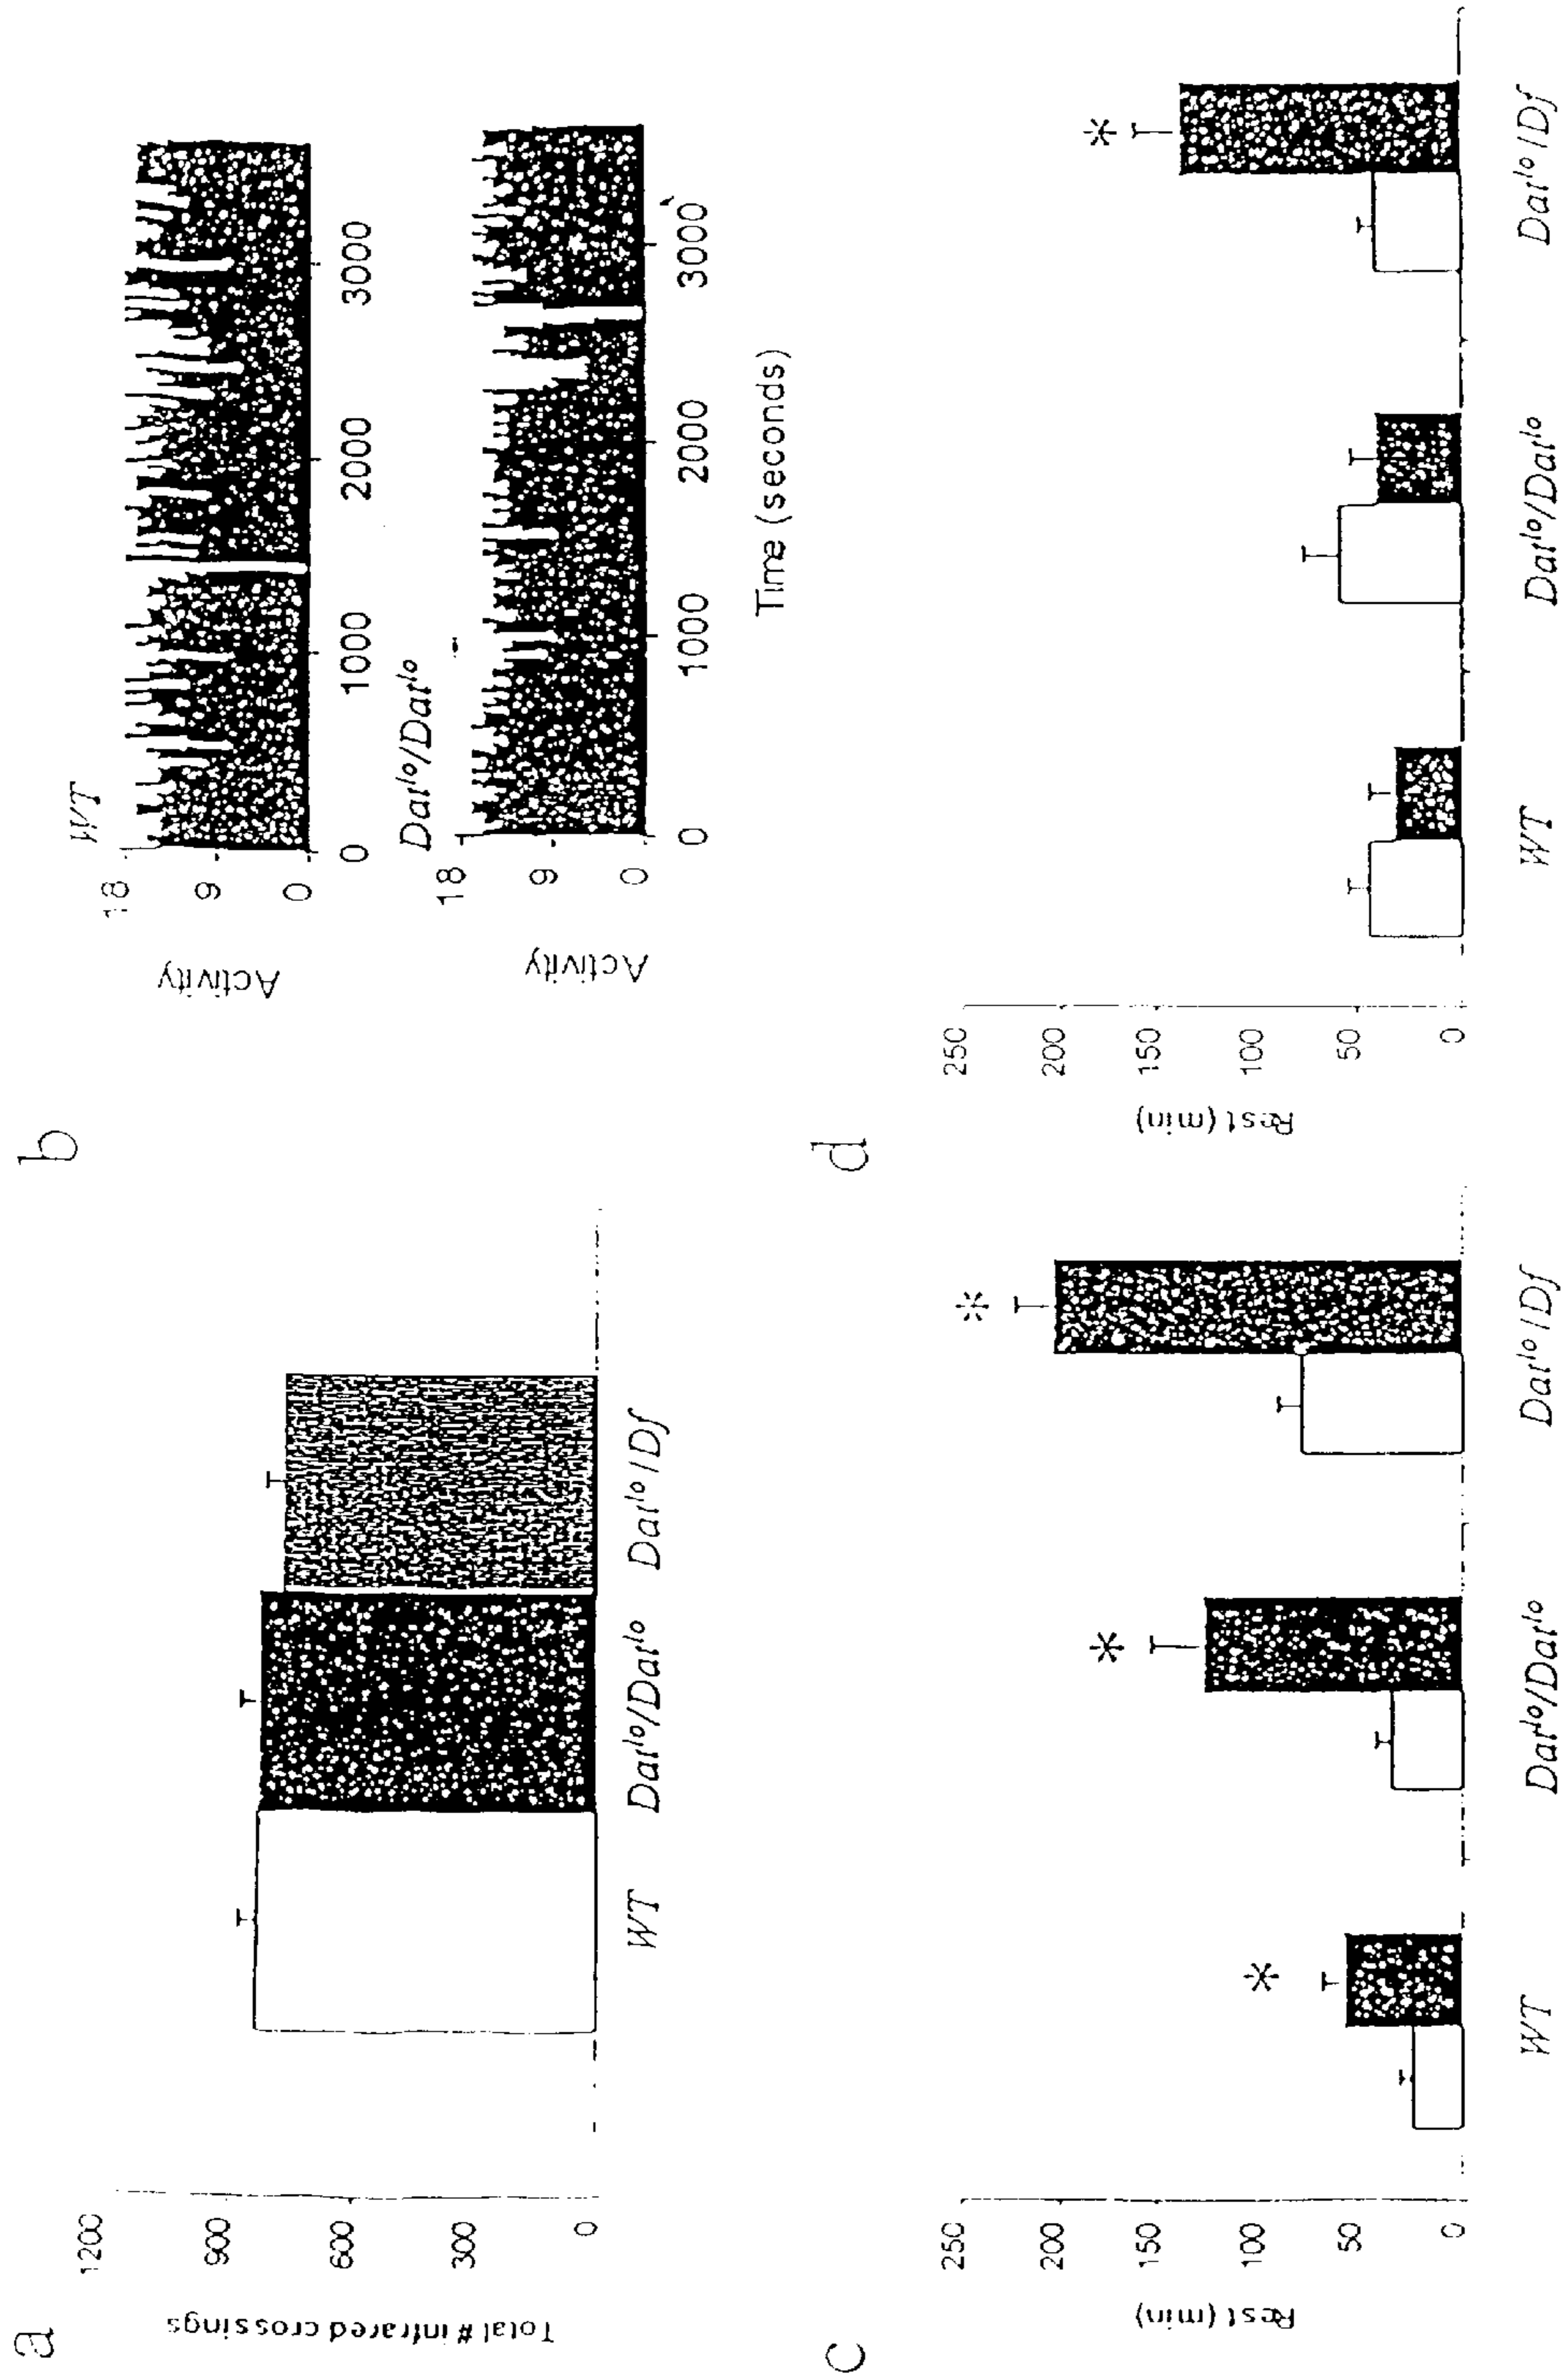 a
Total # infrared crossings
1200
900
600
300
0
WT
Dat^lo/Dat^lo
Dat^lo/Df
b
WT
Activity
18
9
0
0
1000
2000
3000
Dat^lo/Dat^lo
Activity
18
9
0
0
1000
2000
3000
Time (seconds)
c
Rest (min)
250
200
150
100
50
0
*
*
*
WT
Dat^lo/Dat^lo
Dat^lo/Df
d
Rest (min)
250
200
150
100
50
0
*
WT
Dat^lo/Dat^lo
Dat^lo/Df